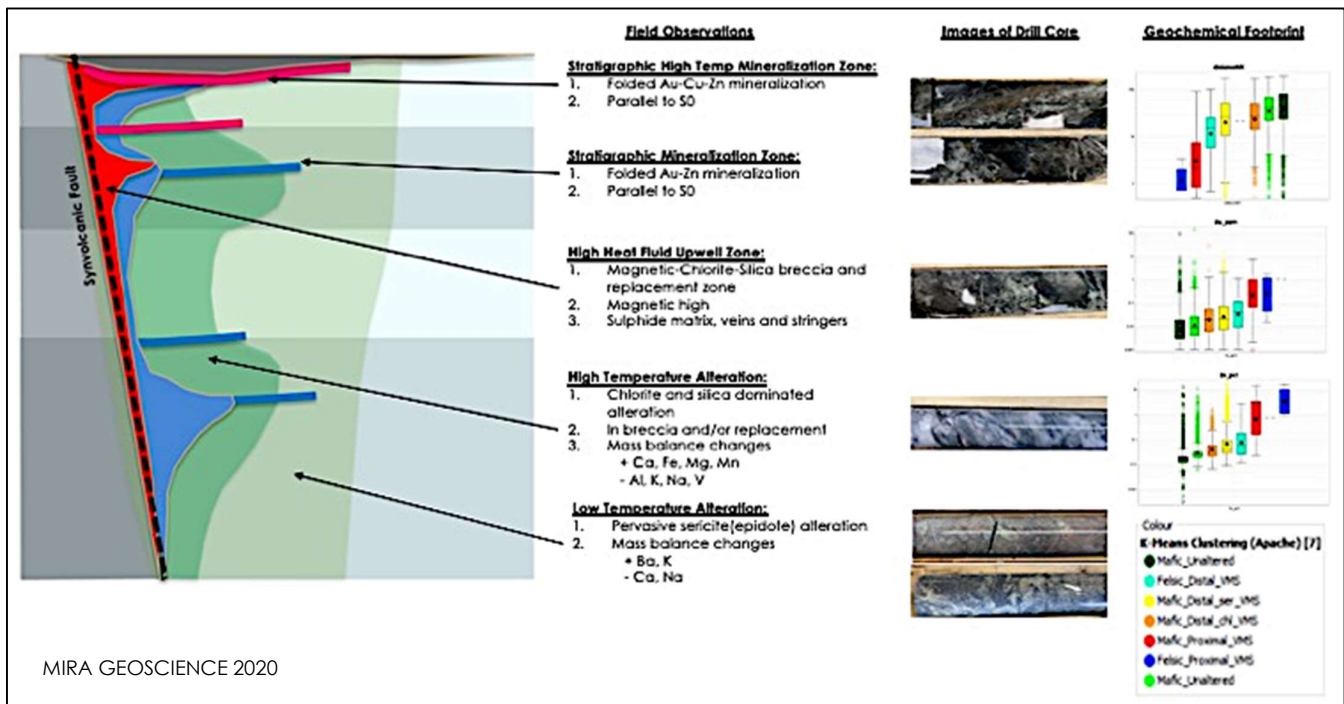 Field Observations
Images of Drill Core
Geochemical Footprint
Synvolcanic Fault
Stratigraphic High Temp Mineralization Zone:
1. Folded Au-Cu-Zn mineralization
2. Parallel to S0
Stratigraphic Mineralization Zone:
1. Folded Au-Zn mineralization
2. Parallel to S0
High Heat Fluid Upwell Zone:
1. Magnetic-Chlorite-Silica breccia and
replacement zone
2. Magnetic high
3. Sulphide matrix, veins and stringers
High Temperature Alteration:
1. Chlorite and silica dominated
alteration
2. In breccia and/or replacement
3. Mass balance changes
+ Ca, Fe, Mg, Mn
- Al, K, Na, V
Low Temperature Alteration:
1. Pervasive sericite(epidote) alteration
2. Mass balance changes
+ Ba, K
- Ca, Na
Colour
K-Means Clustering (Apache) [7]
Mafic_Unaltered
Felsic_Distal_VMS
Mafic_Distal_ser_VMS
Mafic_Distal_chl_VMS
Mafic_Proximal_VMS
Felsic_Proximal_VMS
Mafic_Unaltered
MIRA GEOSCIENCE 2020